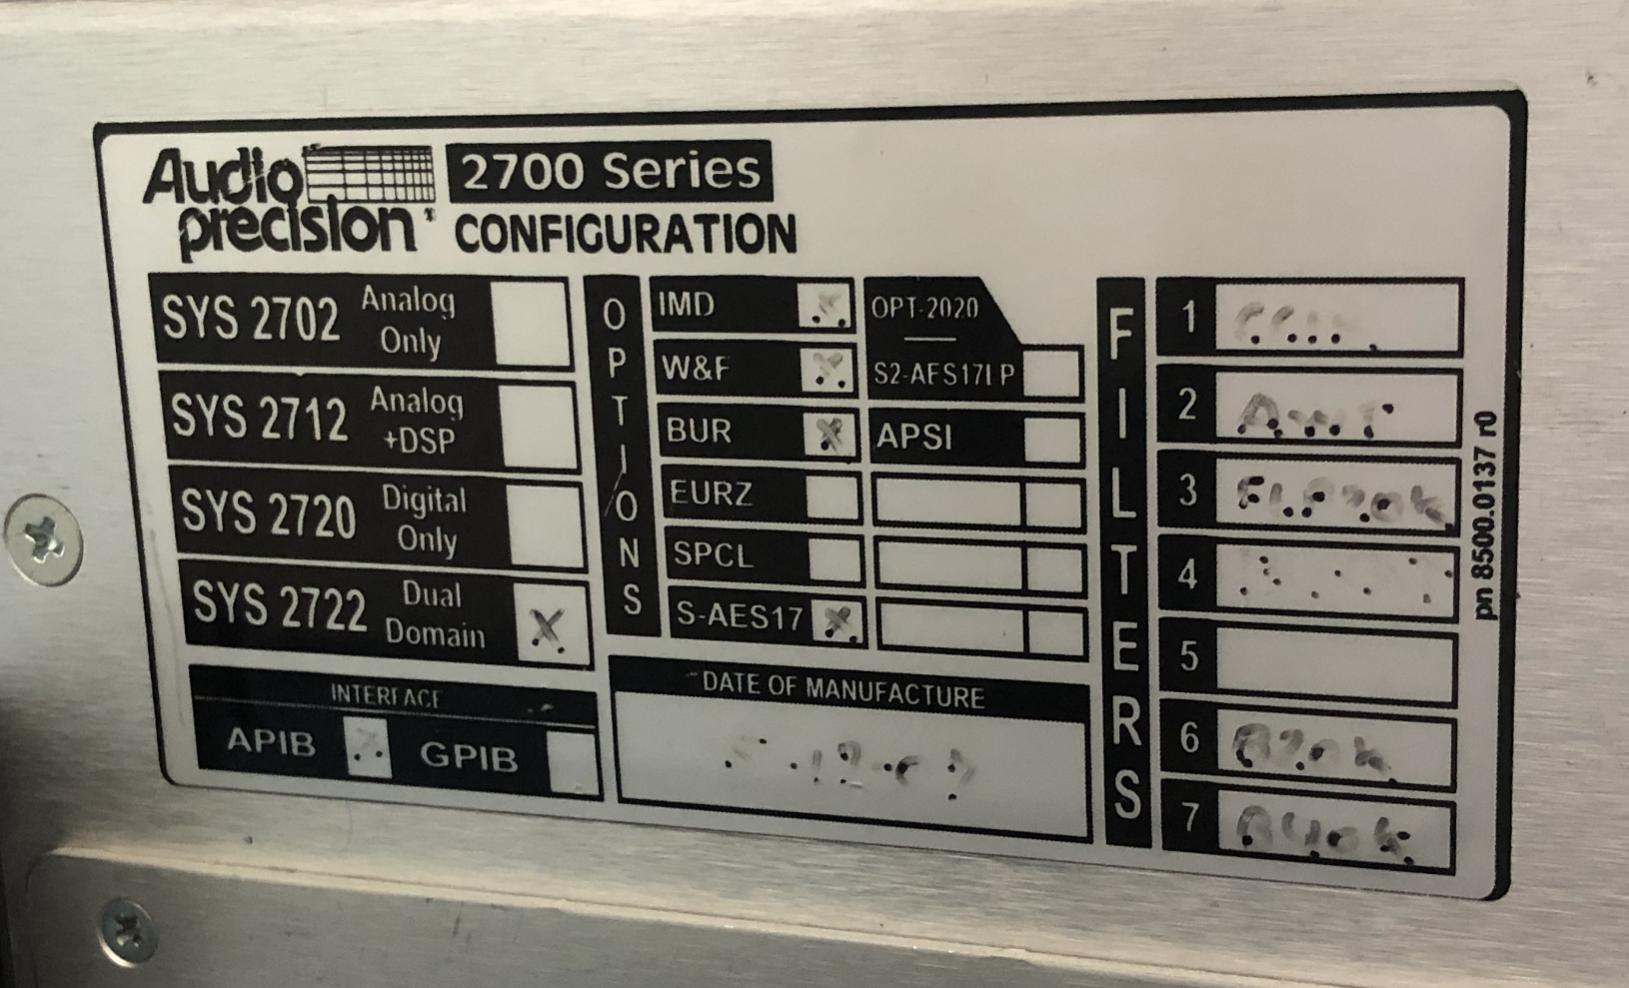 Audio precision 2700 Series
CONFIGURATION
SYS 2702 Analog Only
SYS 2712 Analog +DSP
SYS 2720 Digital Only
SYS 2722 Dual Domain X
INTERFACE
APIB GPIB
OPTIONS
IMD X
W&F X
BUR X
EURZ
SPCL
S-AES17 X
OPT-2020
S2-AES17LP
APSI
DATE OF MANUFACTURE
FILTERS
1
2
3
4
5
6
7
pn 8500.0137 r0